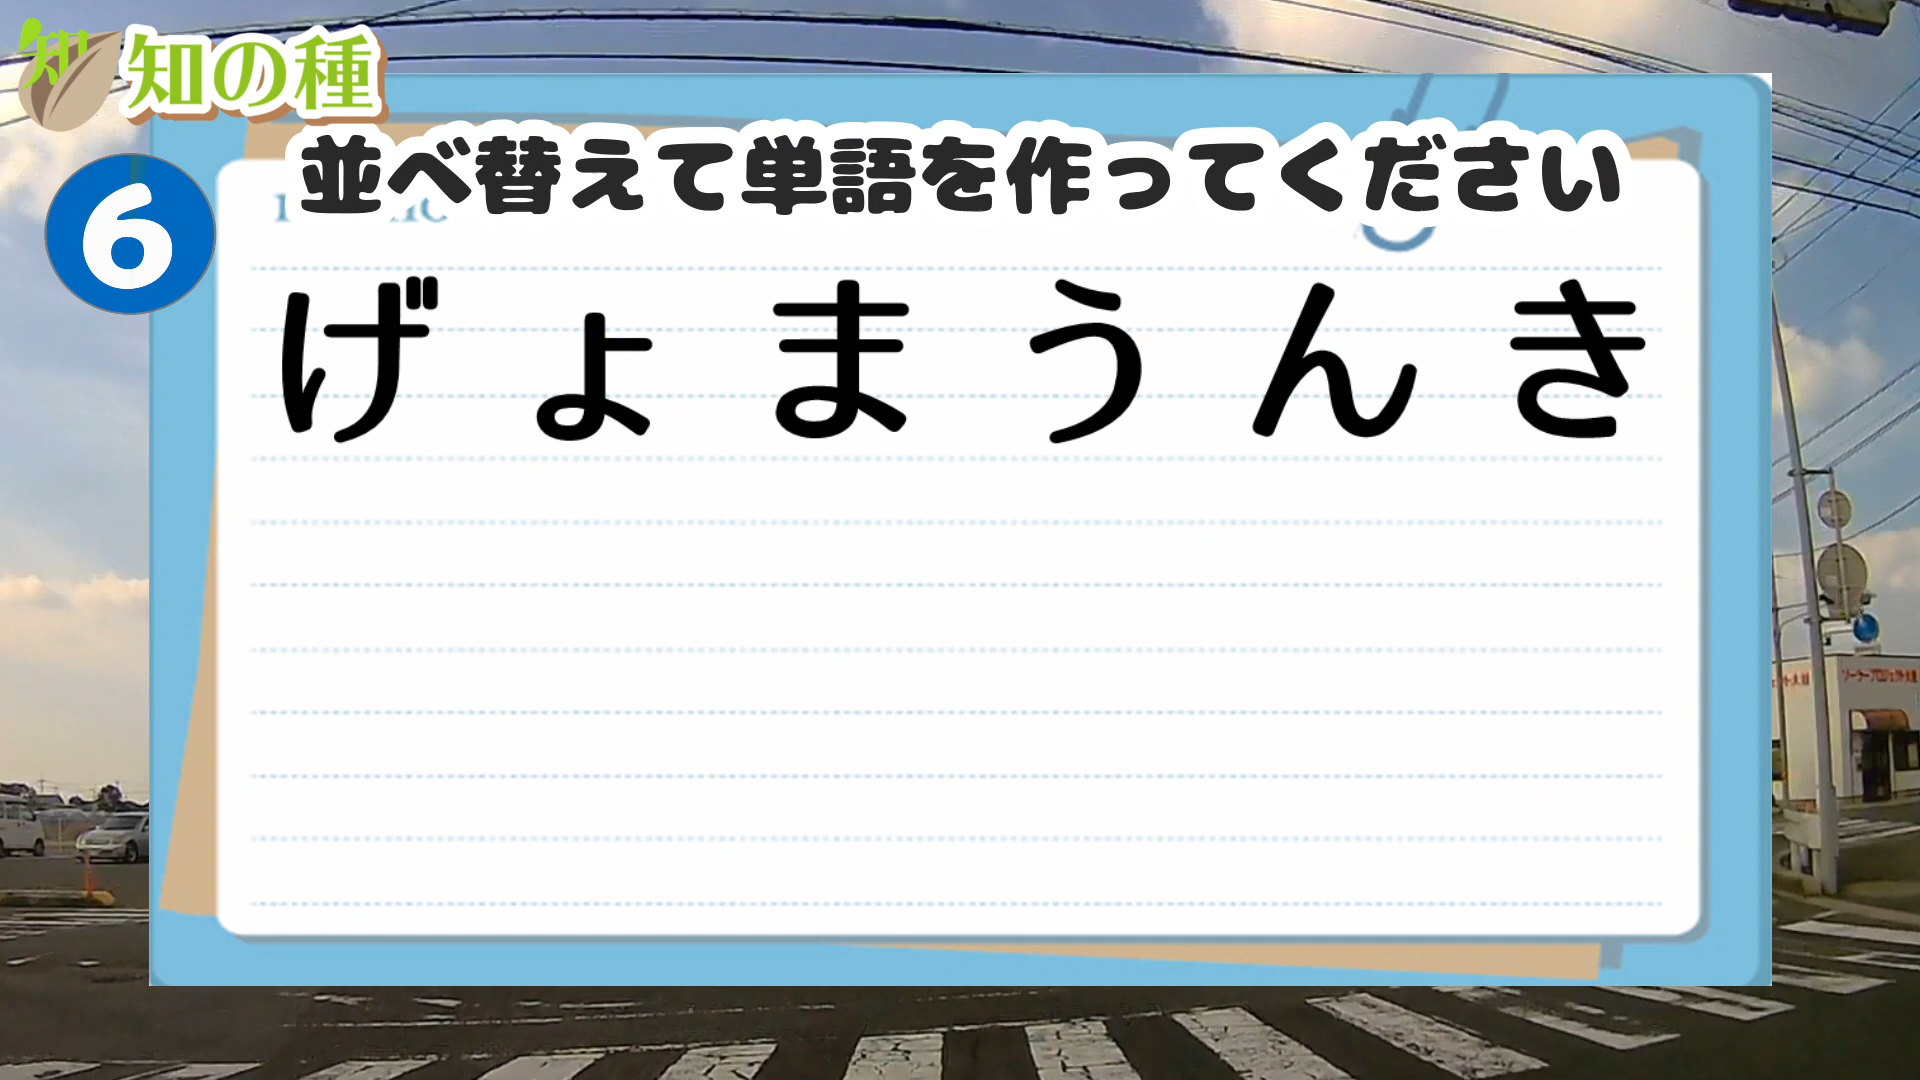 知の種
並べ替えて単語を作ってください
6
げょまうんき